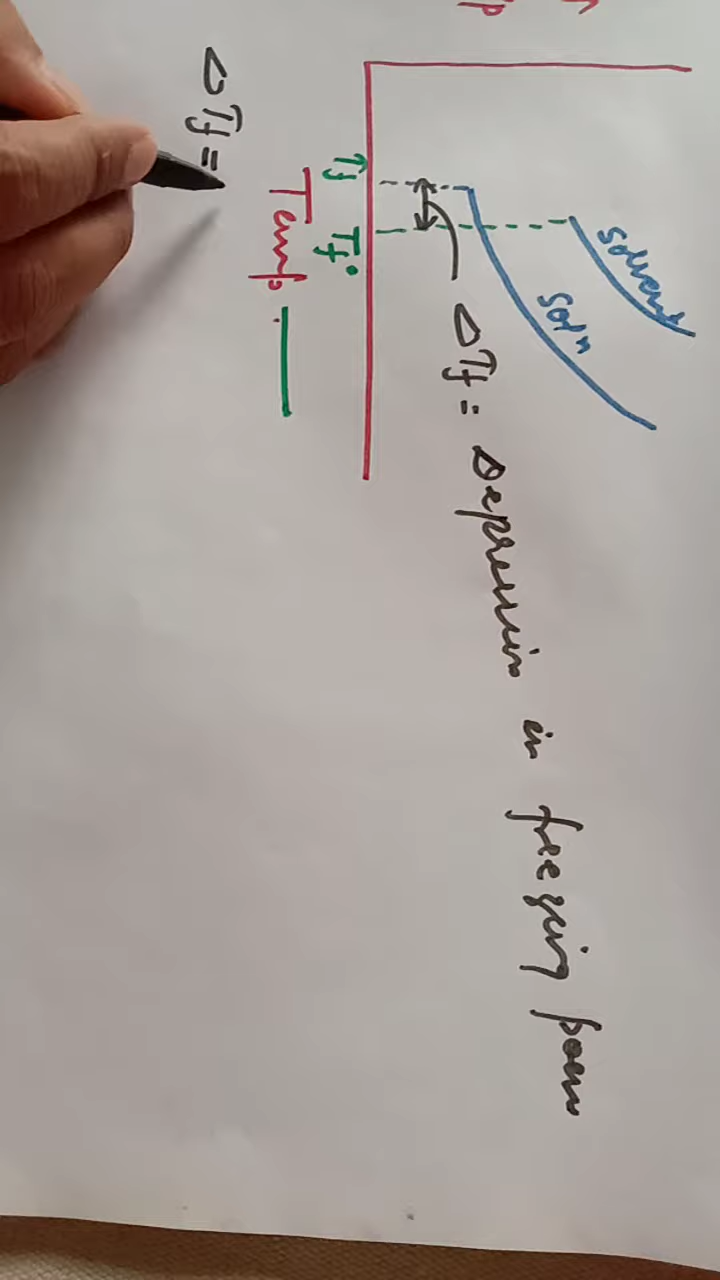 Solvent
Soln
ΔTf = Depression in freezing point
Tf Tf°
Temp.
ΔTf =